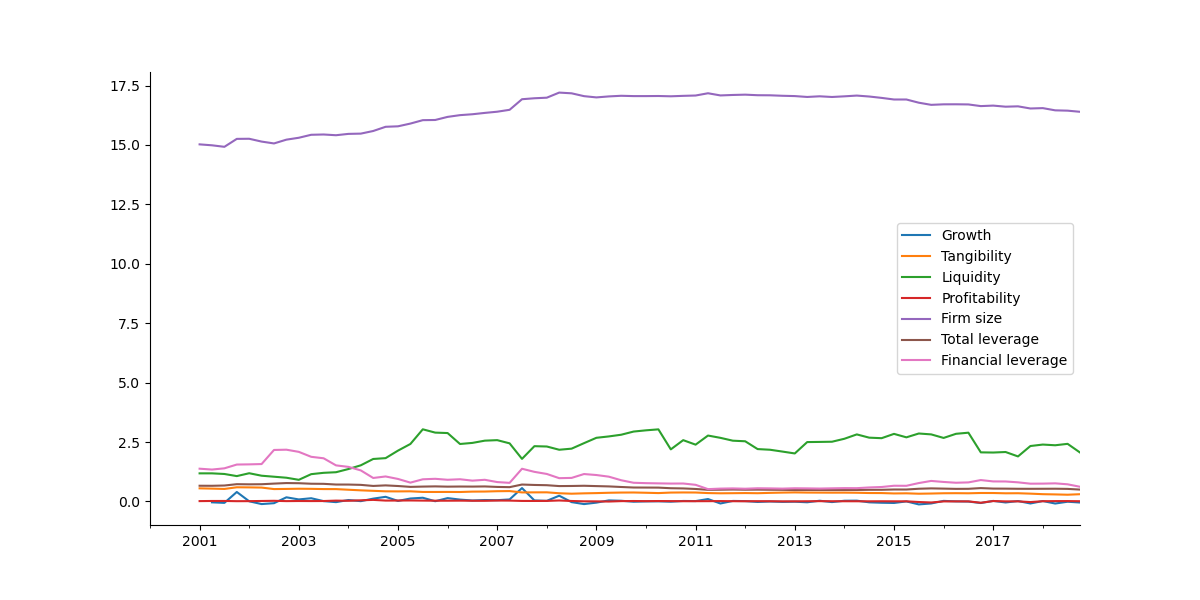 17.5
15.0
12.5
10.0
7.5
5.0
2.5
0.0
Growth
Tangibility
Liquidity
Profitability
Firm size
Total leverage
Financial leverage
2001 2003 2005 2007 2009 2011 2013 2015 2017